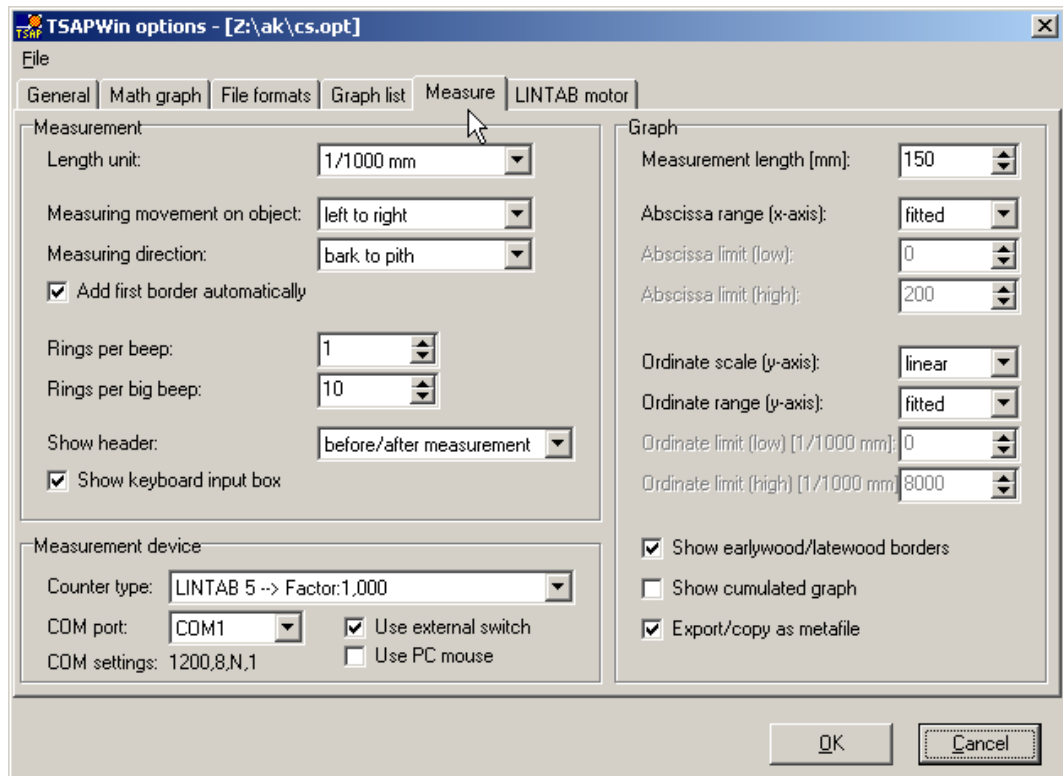 TSAPWin options - [Z:\ak\cs.opt]
File
General Math graph File formats Graph list Measure LINTAB motor
Measurement
Length unit: 1/1000 mm
Measuring movement on object: left to right
Measuring direction: bark to pith
Add first border automatically
Rings per beep: 1
Rings per big beep: 10
Show header: before/after measurement
Show keyboard input box
Measurement device
Counter type: LINTAB 5 --> Factor:1,000
COM port: COM1
Use external switch
COM settings: 1200,8,N,1
Use PC mouse
Graph
Measurement length [mm]: 150
Abscissa range (x-axis): fitted
Abscissa limit (low): 0
Abscissa limit (high): 200
Ordinate scale (y-axis): linear
Ordinate range (y-axis): fitted
Ordinate limit (low) [1/1000 mm]: 0
Ordinate limit (high) [1/1000 mm] 8000
Show earlywood/latewood borders
Show cumulated graph
Export/copy as metafile
OK Cancel